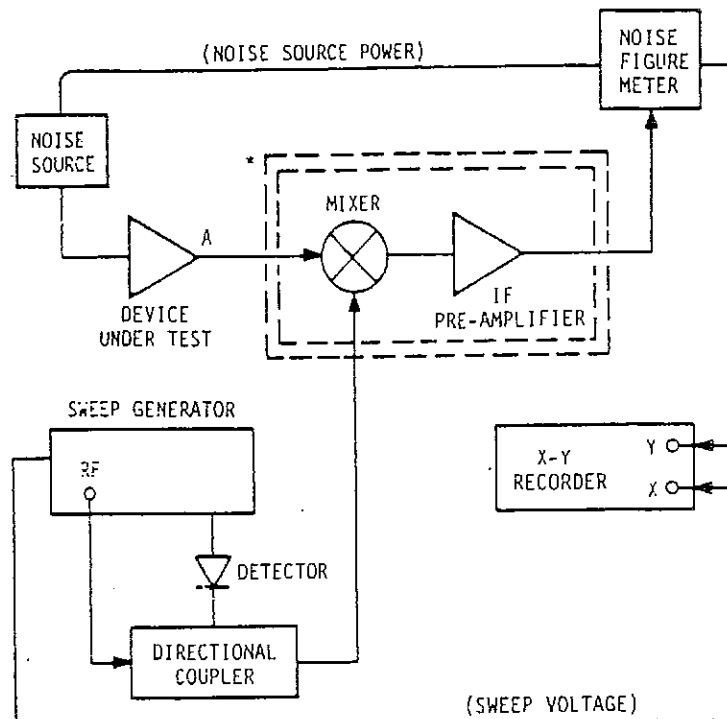 (NOISE SOURCE POWER)
NOISE
FIGURE
METER
NOISE
SOURCE
*
MIXER
A
DEVICE
UNDER TEST
IF
PRE-AMPLIFIER
SWEEP GENERATOR
RF
X-Y
RECORDER
Y
X
DETECTOR
DIRECTIONAL
COUPLER
(SWEEP VOLTAGE)